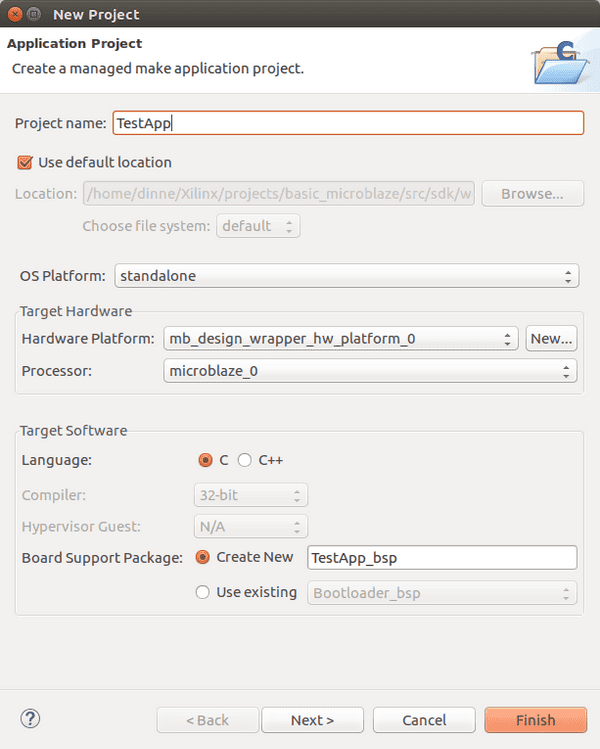 New Project
Application Project
Create a managed make application project.
C
Project name: TestApp
Use default location
Location: /home/dinne/Xilinx/projects/basic_microblaze/src/sdk/w Browse...
Choose file system: default
OS Platform: standalone
Target Hardware
Hardware Platform: mb_design_wrapper_hw_platform_0 New...
Processor: microblaze_0
Target Software
Language: C C++
Compiler: 32-bit
Hypervisor Guest: N/A
Board Support Package: Create New TestApp_bsp
Use existing Bootloader_bsp
? < Back Next > Cancel Finish